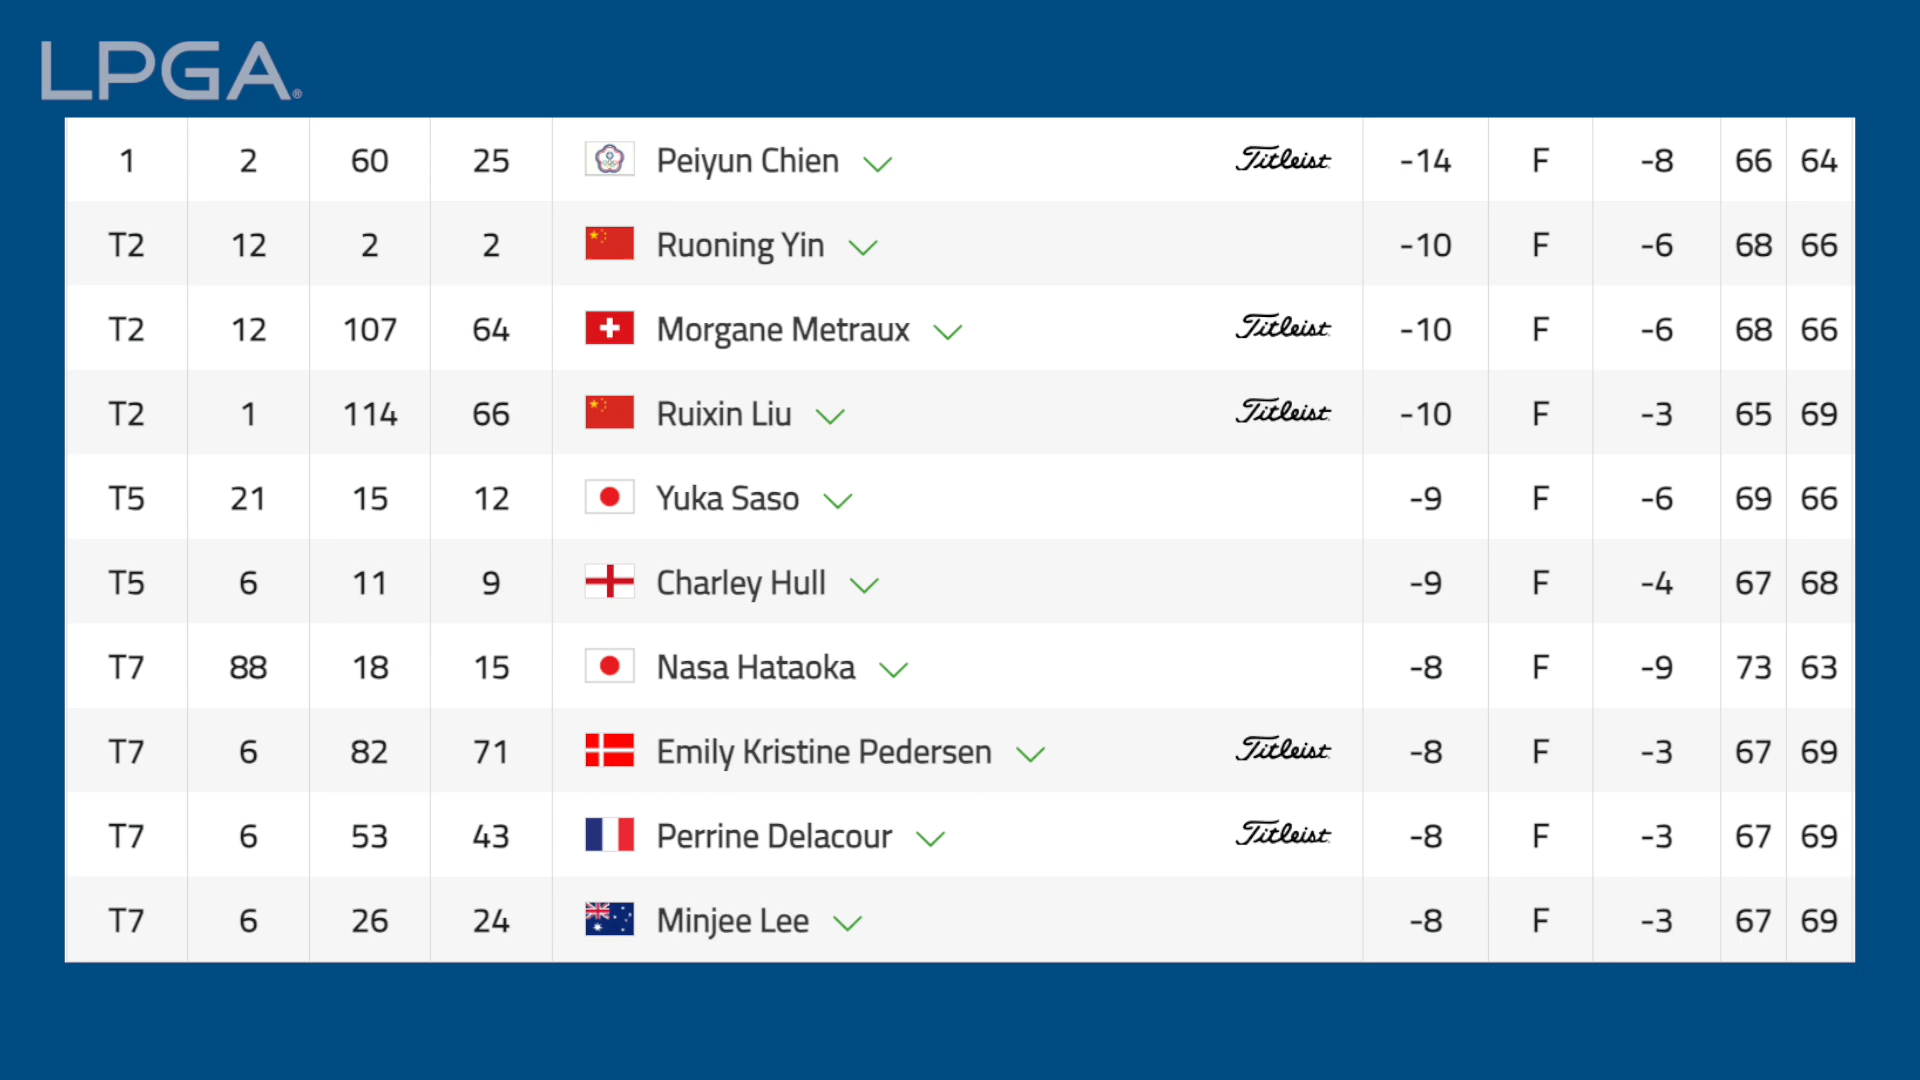 LPGA®
1 2 60 25 Peiyun Chien Titleist -14 F -8 66 64
T2 12 2 2 Ruoning Yin -10 F -6 68 66
T2 12 107 64 Morgane Metraux Titleist -10 F -6 68 66
T2 1 114 66 Ruixin Liu Titleist -10 F -3 65 69
T5 21 15 12 Yuka Saso -9 F -6 69 66
T5 6 11 9 Charley Hull -9 F -4 67 68
T7 88 18 15 Nasa Hataoka -8 F -9 73 63
T7 6 82 71 Emily Kristine Pedersen Titleist -8 F -3 67 69
T7 6 53 43 Perrine Delacour Titleist -8 F -3 67 69
T7 6 26 24 Minjee Lee -8 F -3 67 69